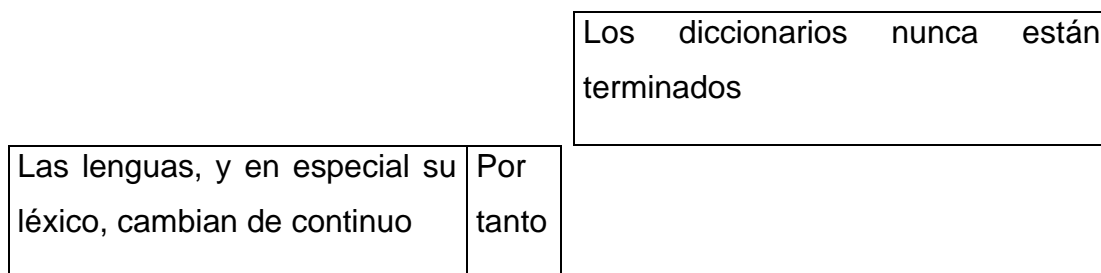 Los diccionarios nunca están
terminados
Las lenguas, y en especial su
léxico, cambian de continuo
Por
tanto